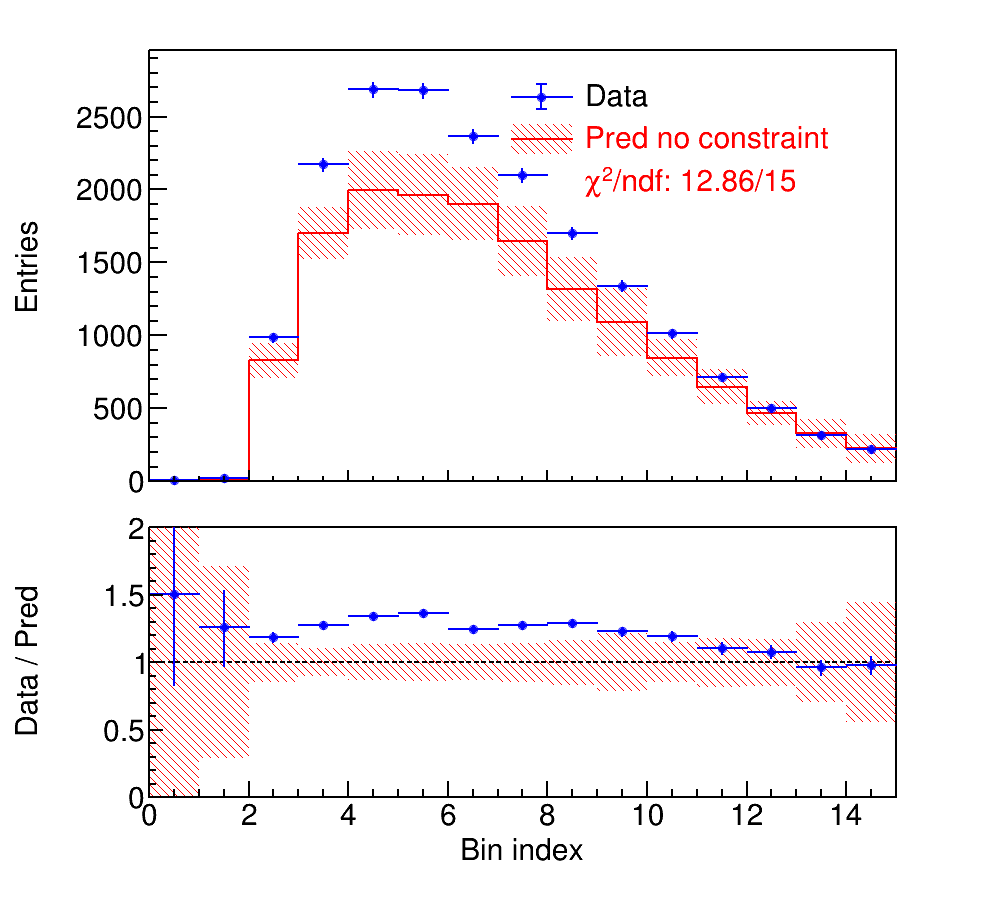 Entries
2500
2000
1500
1000
500
0
Data
Pred no constraint
χ²/ndf: 12.86/15
Data / Pred
2
1.5
1
0.5
0
0 2 4 6 8 10 12 14
Bin index